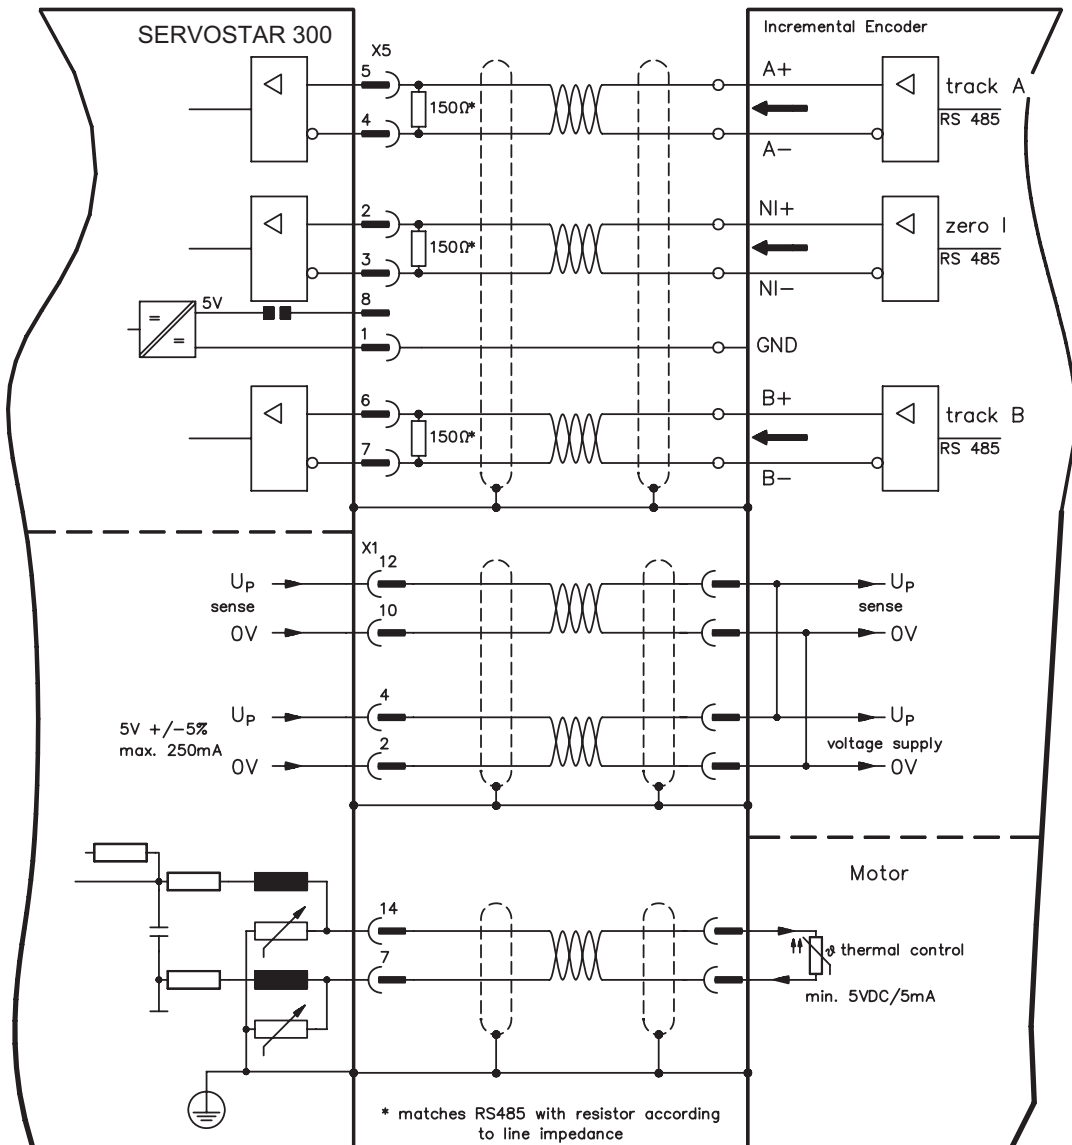 SERVOSTAR 300
Incremental Encoder
X5
5
A+
track A
150Ω*
RS 485
4
A−
2
NI+
zero I
150Ω*
RS 485
3
NI−
5V
8
=
=
1
GND
6
B+
track B
150Ω*
RS 485
7
B−
X1
12
UP
UP
sense
sense
10
0V
0V
4
UP
UP
5V +/−5%
max. 250mA
voltage supply
2
0V
0V
Motor
14
ϑ thermal control
7
min. 5VDC/5mA
* matches RS485 with resistor according
to line impedance